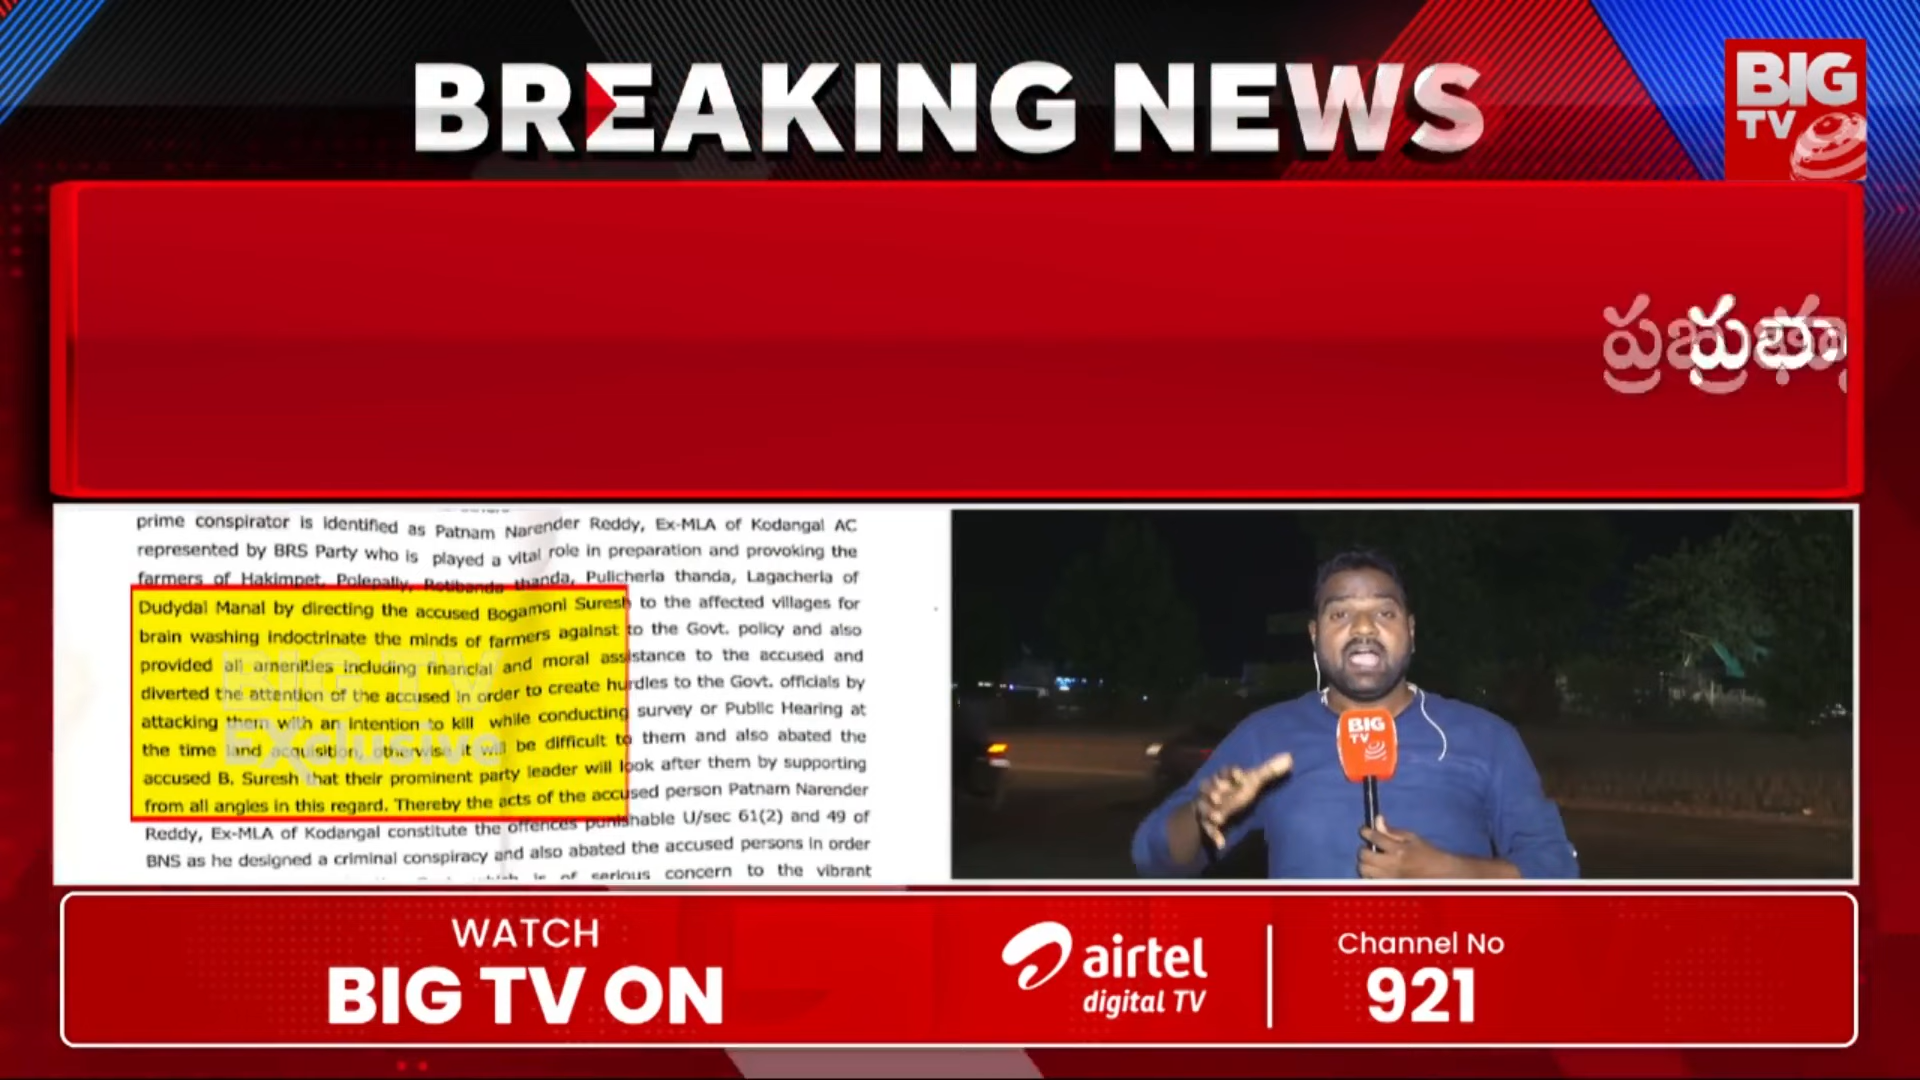 BREAKING NEWS
BIG
TV
prime conspirator is identified as Patnam Narender Reddy, Ex-MLA of Kodangal AC
represented by BRS Party who is played a vital role in preparation and provoking the
farmers of Hakimpet, Polepally, Rotibanda thanda, Pulicherla thanda, Lagacherla of
Dudydal Manal by directing the accused Bogamoni Suresh to the affected villages for
brain washing indoctrinate the minds of farmers against to the Govt. policy and also
provided all amenities including financial and moral assistance to the accused and
diverted the attention of the accused in order to create hurdles to the Govt. officials by
attacking them with an intention to kill while conducting survey or Public Hearing at
the time land acquisition, otherwise it will be difficult to them and also abated the
accused B. Suresh that their prominent party leader will look after them by supporting
from all angles in this regard. Thereby the acts of the accused person Patnam Narender
Reddy, Ex-MLA of Kodangal constitute the offences punishable U/sec 61(2) and 49 of
BNS as he designed a criminal conspiracy and also abated the accused persons in order
is of serious concern to the vibrant
BIG TV
Exclusive
BIG
TV
WATCH
BIG TV ON
airtel
digital TV
Channel No
921